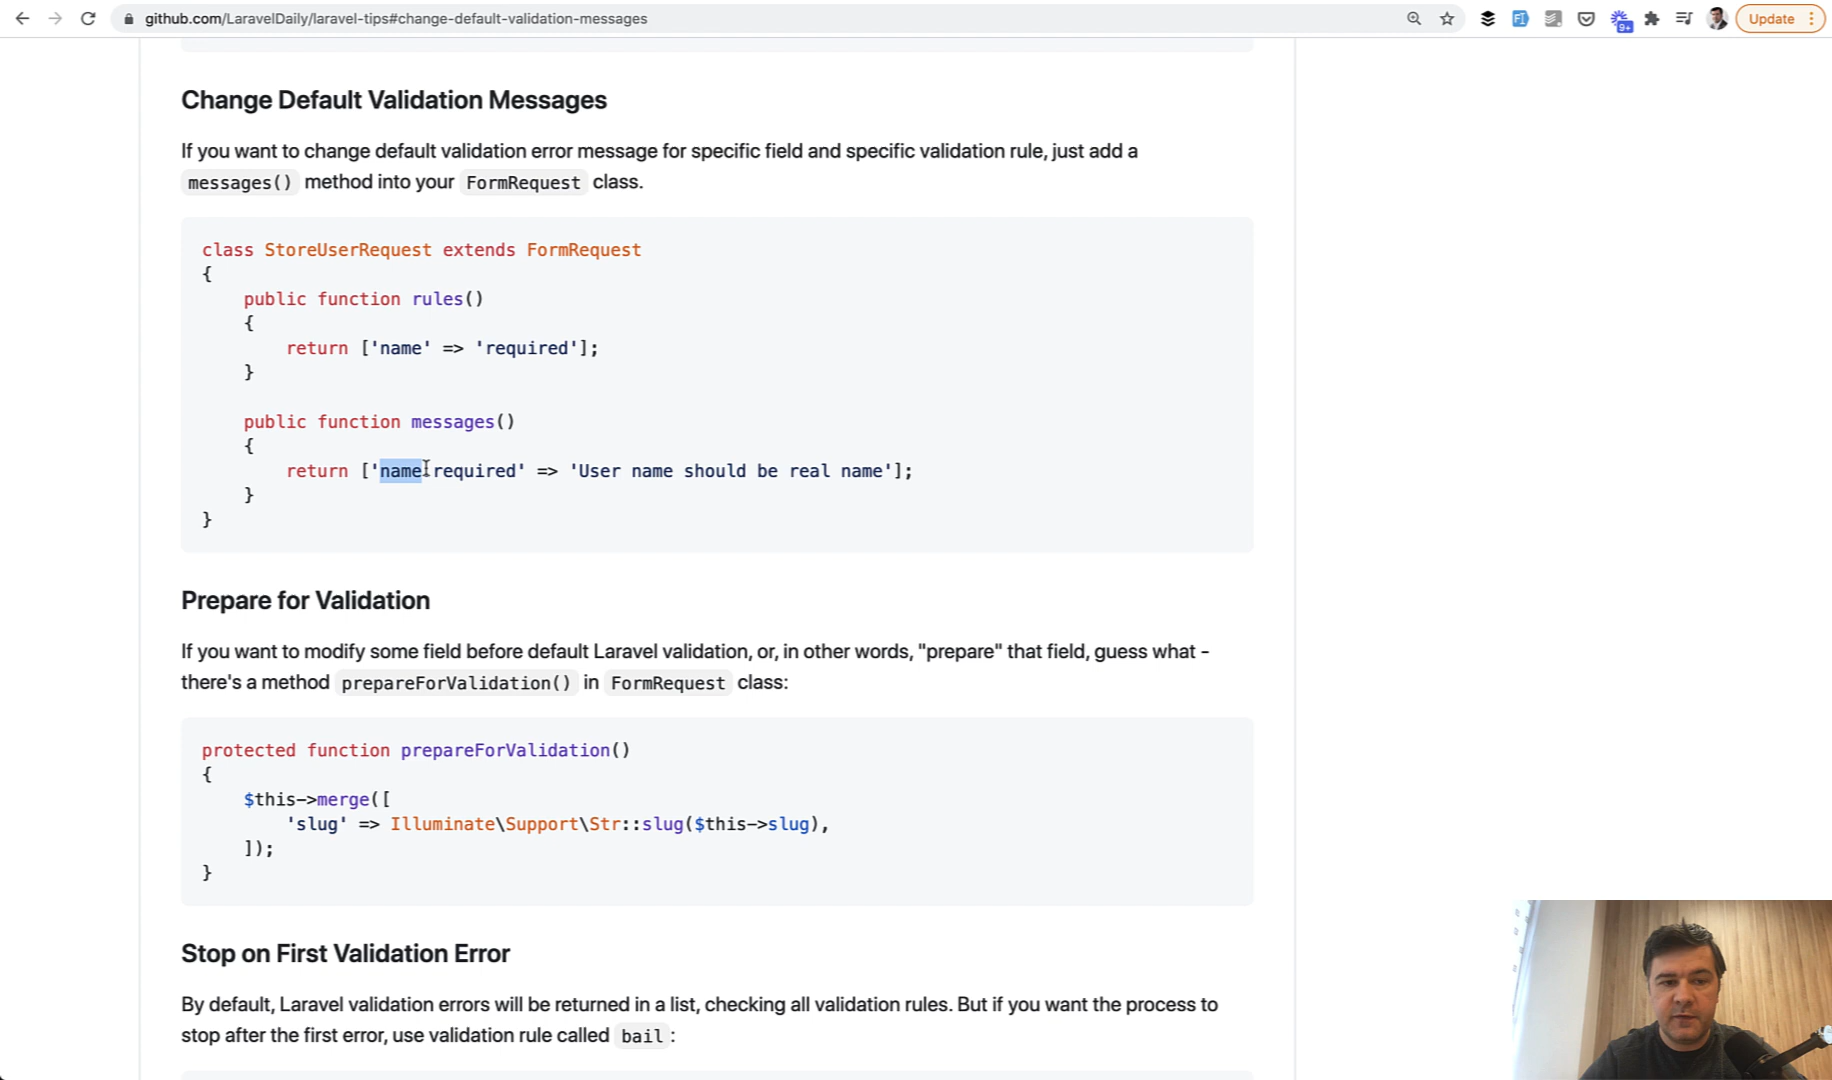 github.com/LaravelDaily/laravel-tips#change-default-validation-messages
9+
Update
Change Default Validation Messages
If you want to change default validation error message for specific field and specific validation rule, just add a
messages() method into your FormRequest class.
class StoreUserRequest extends FormRequest
{
public function rules()
{
return ['name' => 'required'];
}
public function messages()
{
return ['name.required' => 'User name should be real name'];
}
}
Prepare for Validation
If you want to modify some field before default Laravel validation, or, in other words, "prepare" that field, guess what -
there's a method prepareForValidation() in FormRequest class:
protected function prepareForValidation()
{
$this->merge([
'slug' => Illuminate\Support\Str::slug($this->slug),
]);
}
Stop on First Validation Error
By default, Laravel validation errors will be returned in a list, checking all validation rules. But if you want the process to
stop after the first error, use validation rule called bail: